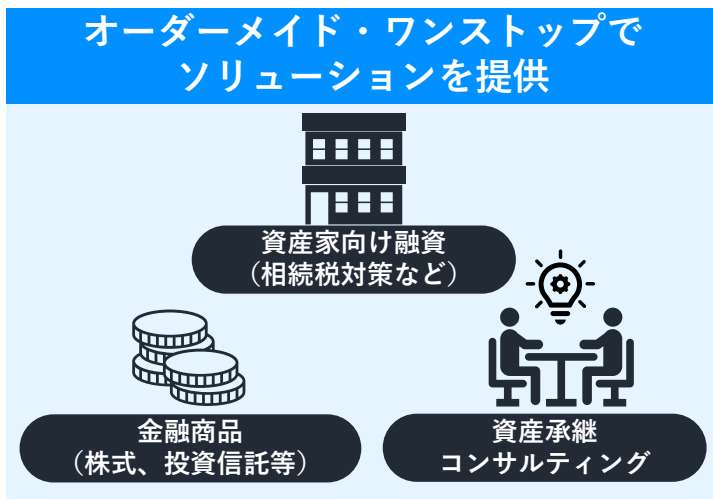 オーダーメイド・ワンストップで
ソリューションを提供
資産家向け融資
（相続税対策など）
金融商品
（株式、投資信託等）
資産承継
コンサルティング